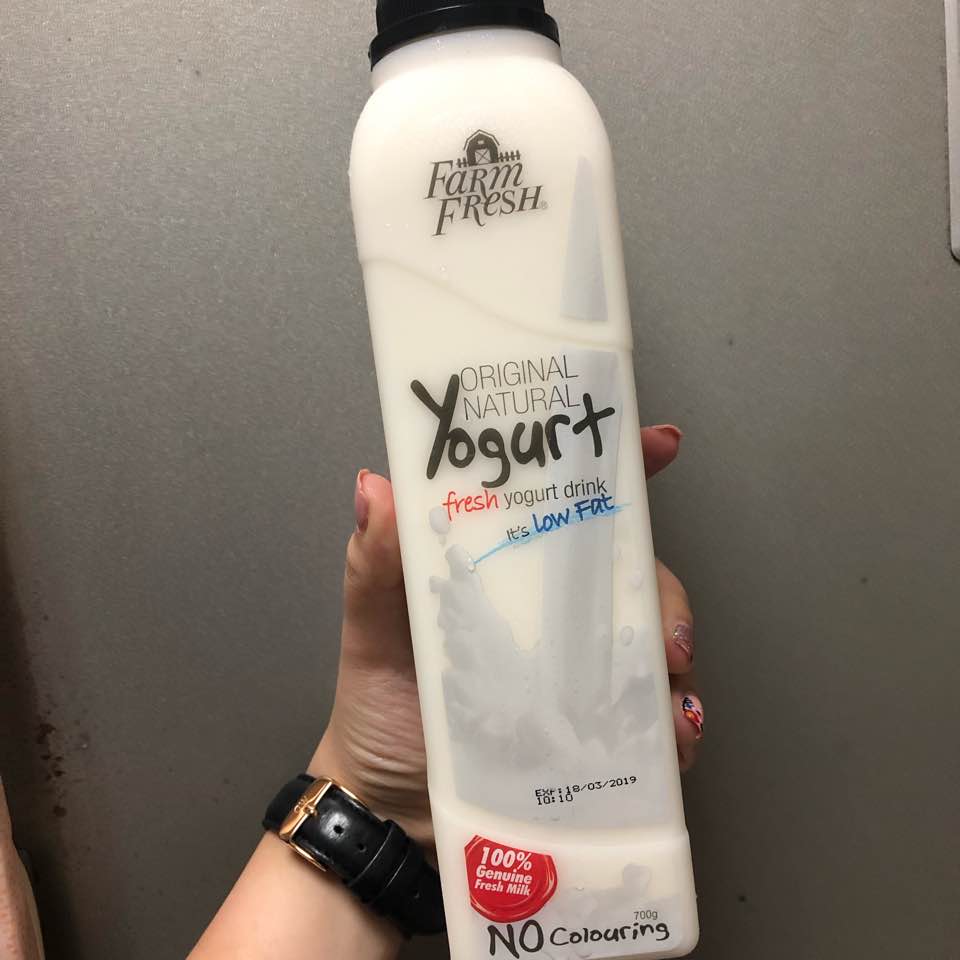 FARM
FRESH®
ORIGINAL
NATURAL
Yogurt
fresh yogurt drink
It's Low Fat
EXP:18/03/2019
10:10
100%
Genuine
Fresh Milk
700g
NO Colouring